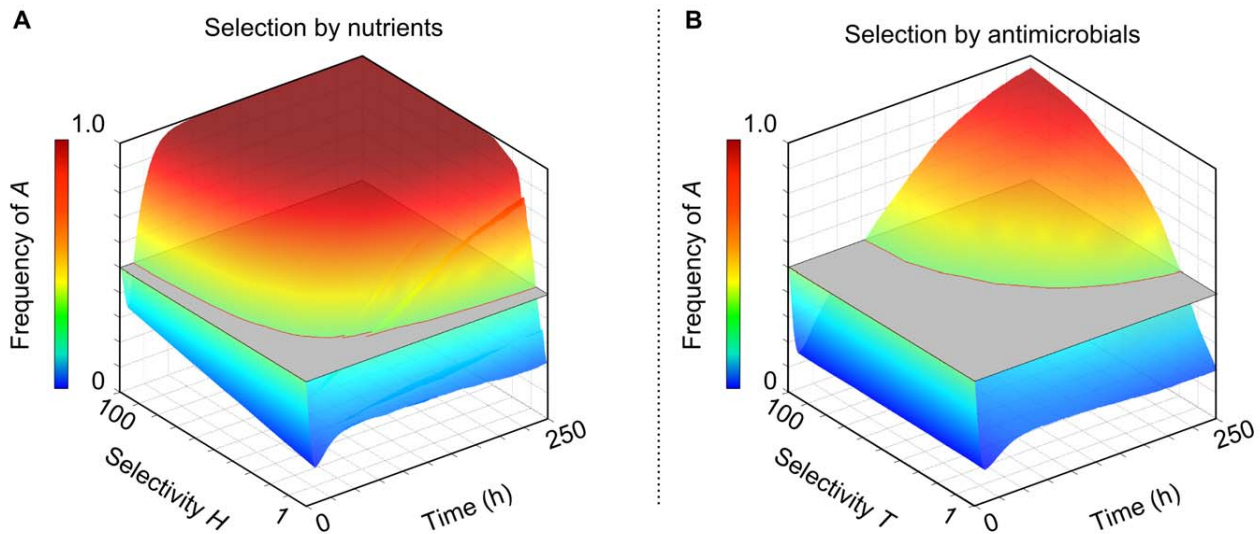 A
Selection by nutrients
1.0
Frequency of A
0
100
Selectivity H
1
0
Time (h)
250
B
Selection by antimicrobials
1.0
Frequency of A
0
100
Selectivity T
1
0
Time (h)
250